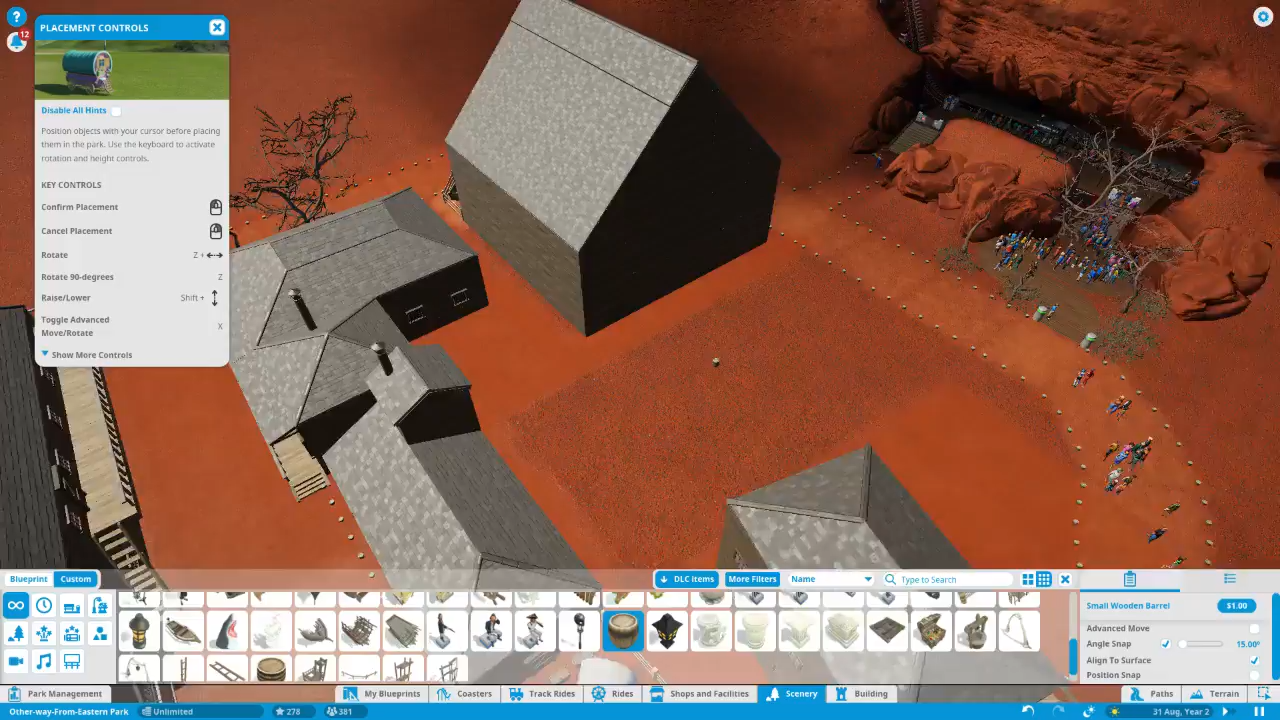 ?
PLACEMENT CONTROLS
12
Disable All Hints
Position objects with your cursor before placing
them in the park. Use the keyboard to activate
rotation and height controls.
KEY CONTROLS
Confirm Placement
Cancel Placement
Rotate Z +
Rotate 90-degrees Z
Raise/Lower Shift +
Toggle Advanced
Move/Rotate X
Show More Controls
Blueprint Custom DLC Items More Filters Name Type to Search
Small Wooden Barrel $1.00
Advanced Move
Angle Snap 15.00°
Align To Surface
Position Snap
Park Management My Blueprints Coasters Track Rides Rides Shops and Facilities Scenery Building Paths Terrain
Other-way-From-Eastern Park Unlimited 278 381 31 Aug, Year 2